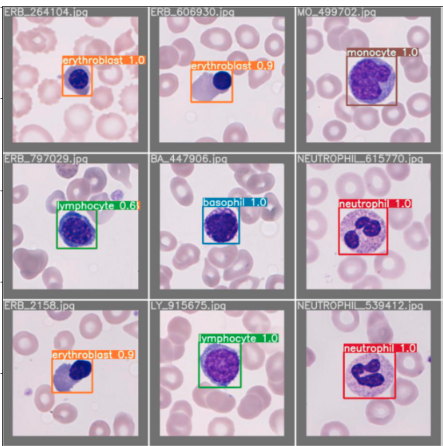 ERB_264104.jpg
erythroblast 1.0
ERB_606930.jpg
erythroblast 0.9
MO_499702.jpg
monocyte 1.0
ERB_797029.jpg
lymphocyte 0.6
BA_447906.jpg
basophil 1.0
NEUTROPHIL_615770.jpg
neutrophil 1.0
ERB_2158.jpg
erythroblast 0.9
LY_915675.jpg
lymphocyte 1.0
NEUTROPHIL_539412.jpg
neutrophil 1.0